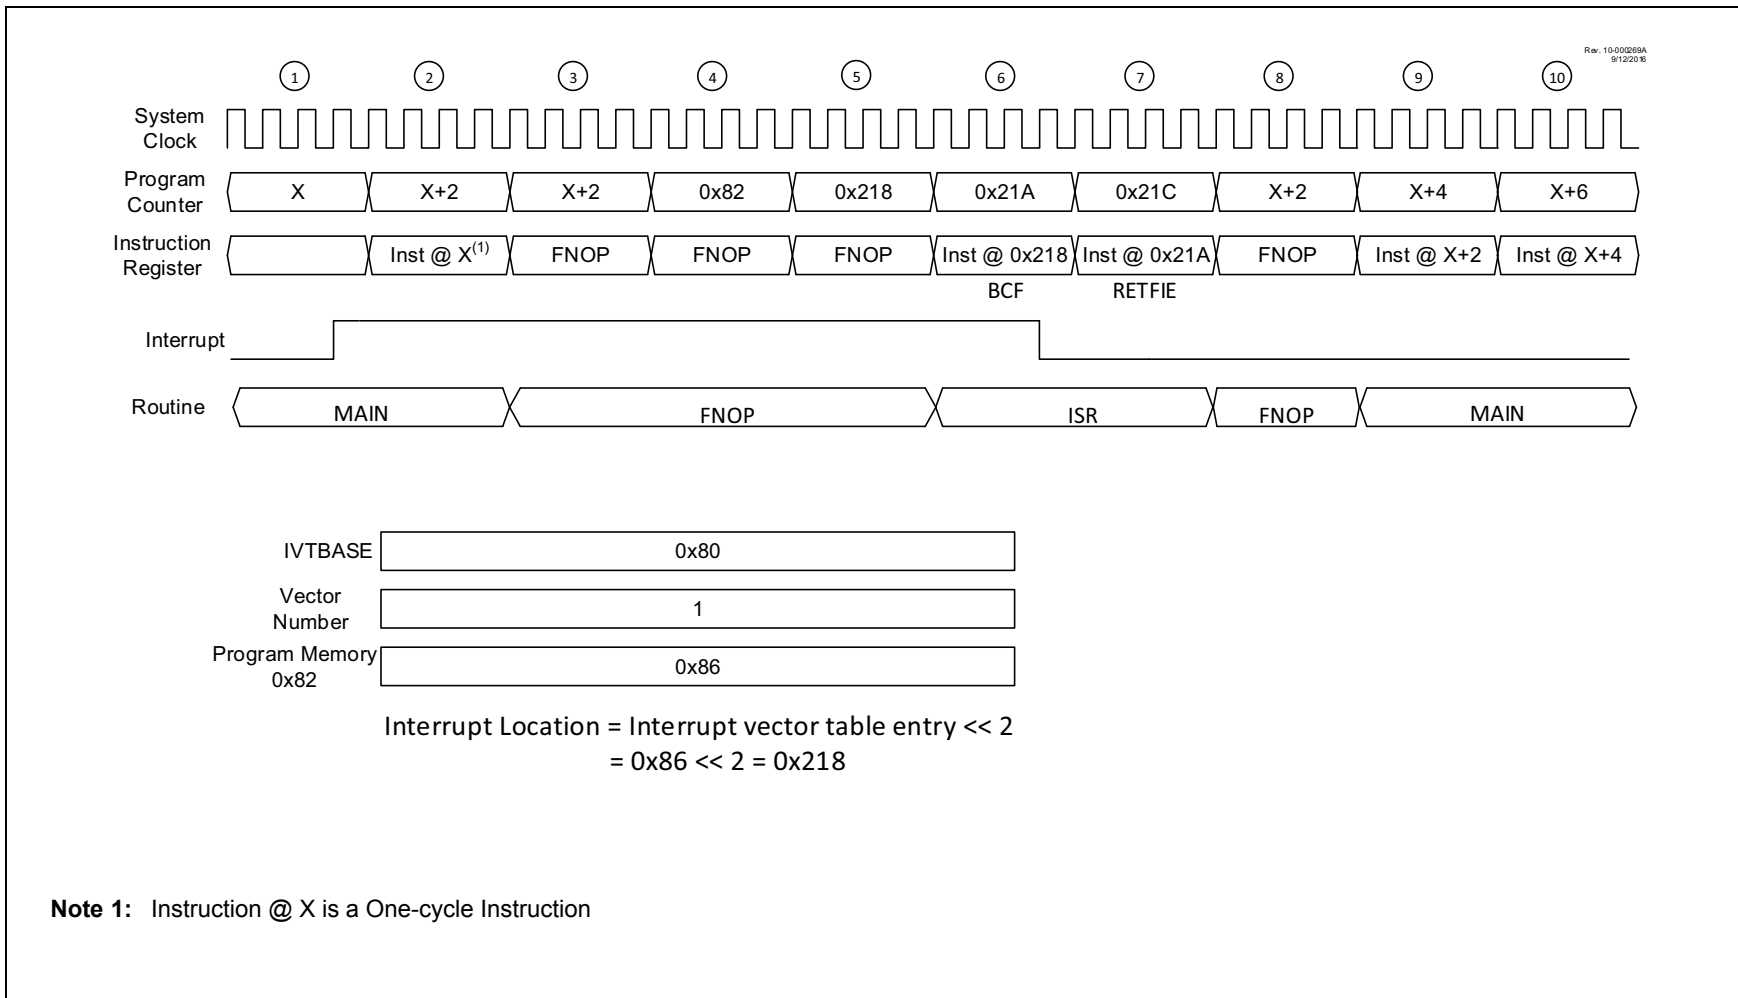 Rev. 10-000269A
9/12/2016
1 2 3 4 5 6 7 8 9 10
System
Clock
Program
Counter
X X+2 X+2 0x82 0x218 0x21A 0x21C X+2 X+4 X+6
Instruction
Register
Inst @ X(1) FNOP FNOP FNOP Inst @ 0x218 Inst @ 0x21A FNOP Inst @ X+2 Inst @ X+4
BCF RETFIE
Interrupt
Routine MAIN FNOP ISR FNOP MAIN
IVTBASE 0x80
Vector
Number
1
Program Memory
0x82
0x86
Interrupt Location = Interrupt vector table entry << 2
= 0x86 << 2 = 0x218
Note 1: Instruction @ X is a One-cycle Instruction